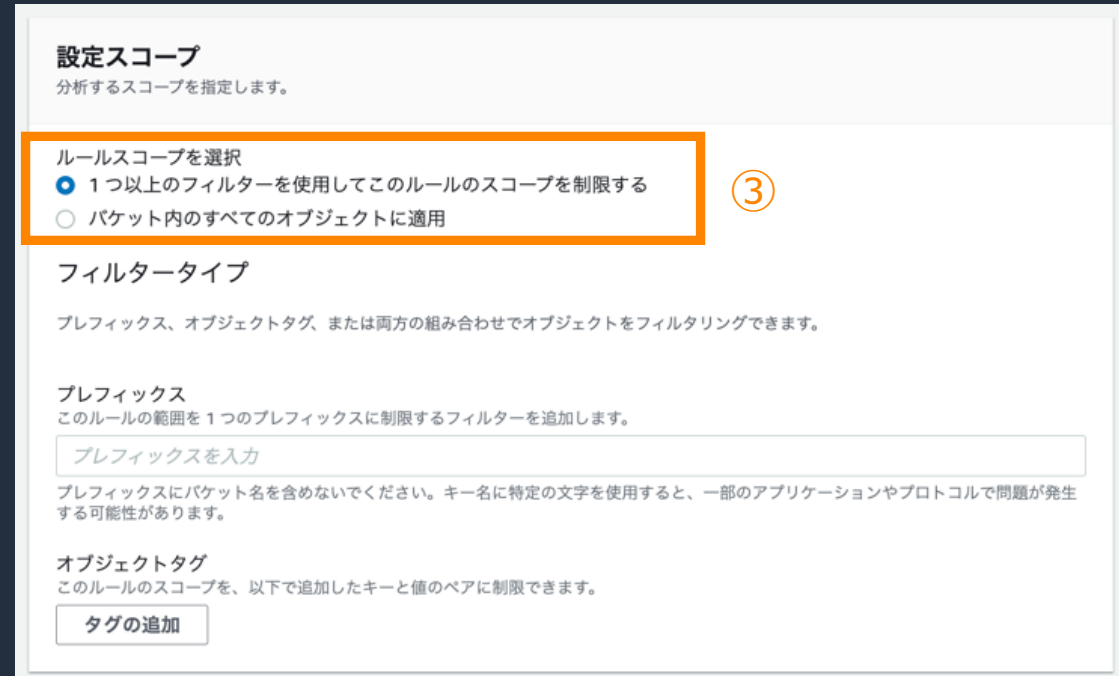 設定スコープ
分析するスコープを指定します。
ルールスコープを選択
1 つ以上のフィルターを使用してこのルールのスコープを制限する
バケット内のすべてのオブジェクトに適用
③
フィルタータイプ
プレフィックス、オブジェクトタグ、または両方の組み合わせでオブジェクトをフィルタリングできます。
プレフィックス
このルールの範囲を 1 つのプレフィックスに制限するフィルターを追加します。
プレフィックスを入力
プレフィックスにバケット名を含めないでください。キー名に特定の文字を使用すると、一部のアプリケーションやプロトコルで問題が発生
する可能性があります。
オブジェクトタグ
このルールのスコープを、以下で追加したキーと値のペアに制限できます。
タグの追加